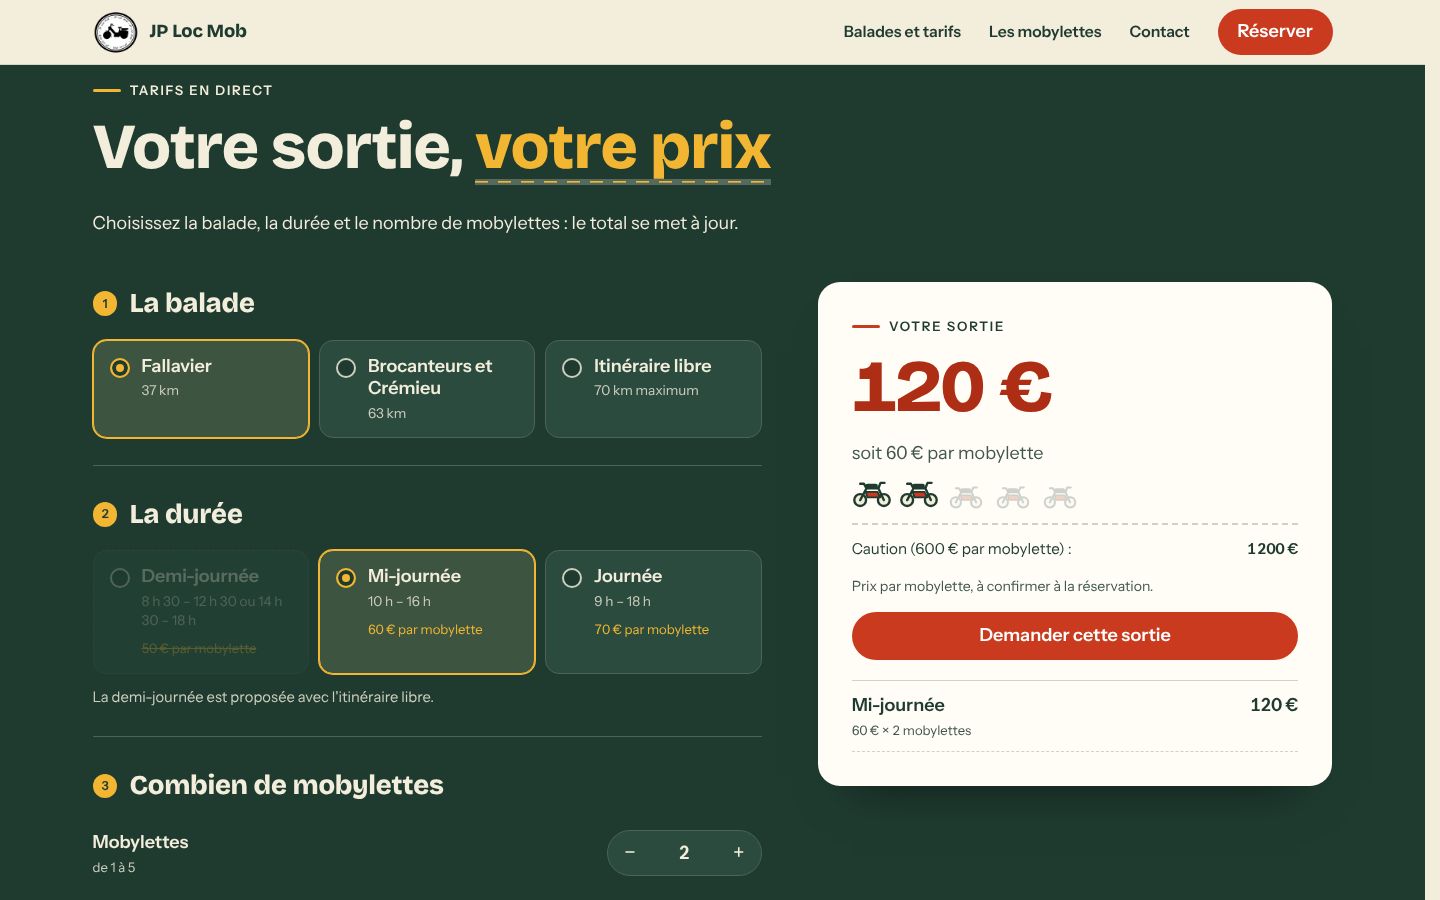 JP Loc Mob
Balades et tarifs
Les mobylettes
Contact
Réserver
TARIFS EN DIRECT
Votre sortie, votre prix
Choisissez la balade, la durée et le nombre de mobylettes : le total se met à jour.
1 La balade
Fallavier
37 km
Brocanteurs et
Crémieu
63 km
Itinéraire libre
70 km maximum
2 La durée
Demi-journée
8 h 30 – 12 h 30 ou 14 h
30 – 18 h
50 € par mobylette
Mi-journée
10 h – 16 h
60 € par mobylette
Journée
9 h – 18 h
70 € par mobylette
La demi-journée est proposée avec l'itinéraire libre.
3 Combien de mobylettes
Mobylettes
de 1 à 5
− 2 +
VOTRE SORTIE
120 €
soit 60 € par mobylette
Caution (600 € par mobylette) : 1 200 €
Prix par mobylette, à confirmer à la réservation.
Demander cette sortie
Mi-journée 120 €
60 € × 2 mobylettes